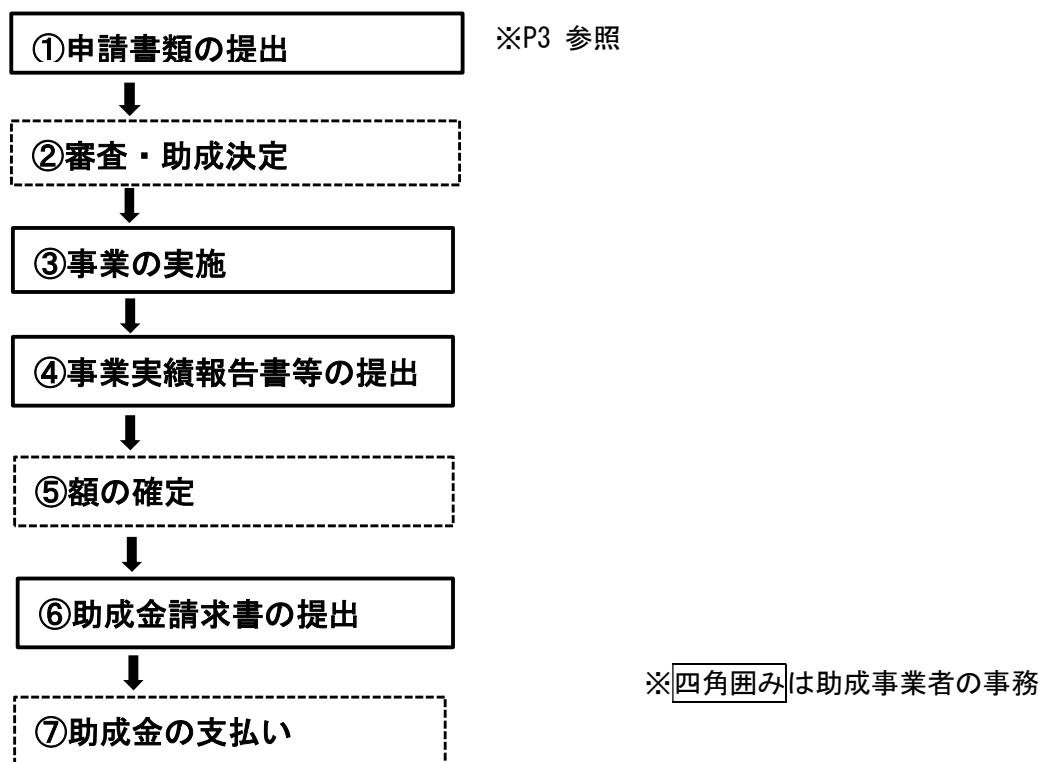 ①申請書類の提出 ※P3 参照
②審査・助成決定
③事業の実施
④事業実績報告書等の提出
⑤額の確定
⑥助成金請求書の提出
※四角囲みは助成事業者の事務
⑦助成金の支払い